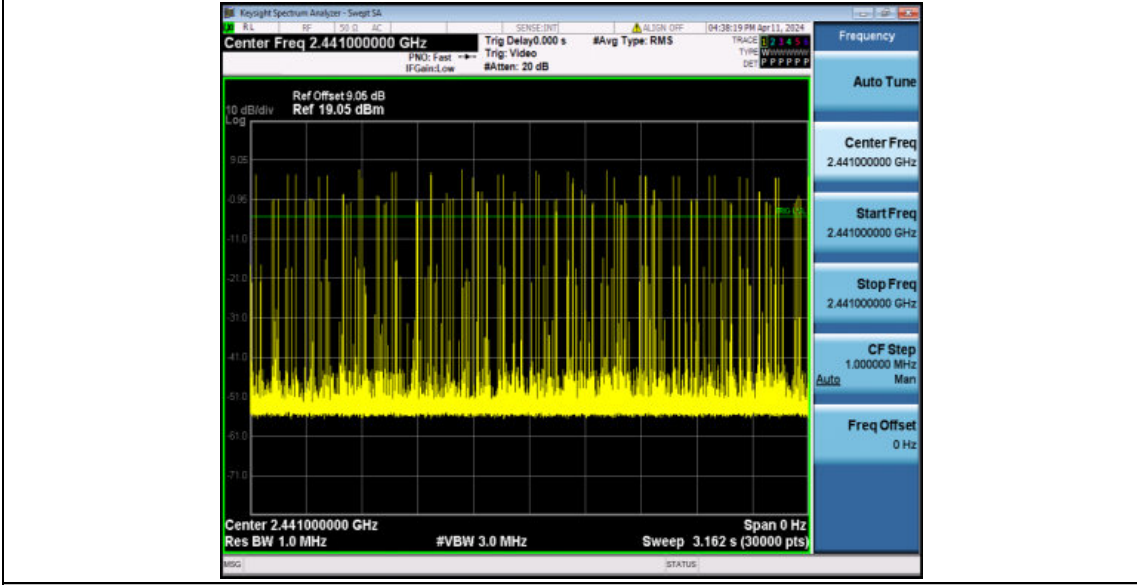 Keysight Spectrum Analyzer - Swept SA
RL RF 50 Ω AC SENSE:INT ALIGN OFF 04:38:19 PM Apr 11, 2024
Center Freq 2.441000000 GHz
PNO: Fast
IFGain:Low
Trig Delay0.000 s
Trig: Video
#Atten: 20 dB
#Avg Type: RMS
TRACE 1 2 3 4 5 6
TYPE WWWWWW
DET P P P P P P
Ref Offset 9.05 dB
10 dB/div Ref 19.05 dBm
Log
9.05
-0.95
-11.0
-21.0
-31.0
-41.0
-51.0
-61.0
-71.0
Center 2.441000000 GHz Span 0 Hz
Res BW 1.0 MHz #VBW 3.0 MHz Sweep 3.162 s (30000 pts)
MSG STATUS
Frequency
Auto Tune
Center Freq
2.441000000 GHz
Start Freq
2.441000000 GHz
Stop Freq
2.441000000 GHz
CF Step
1.000000 MHz
Auto Man
Freq Offset
0 Hz